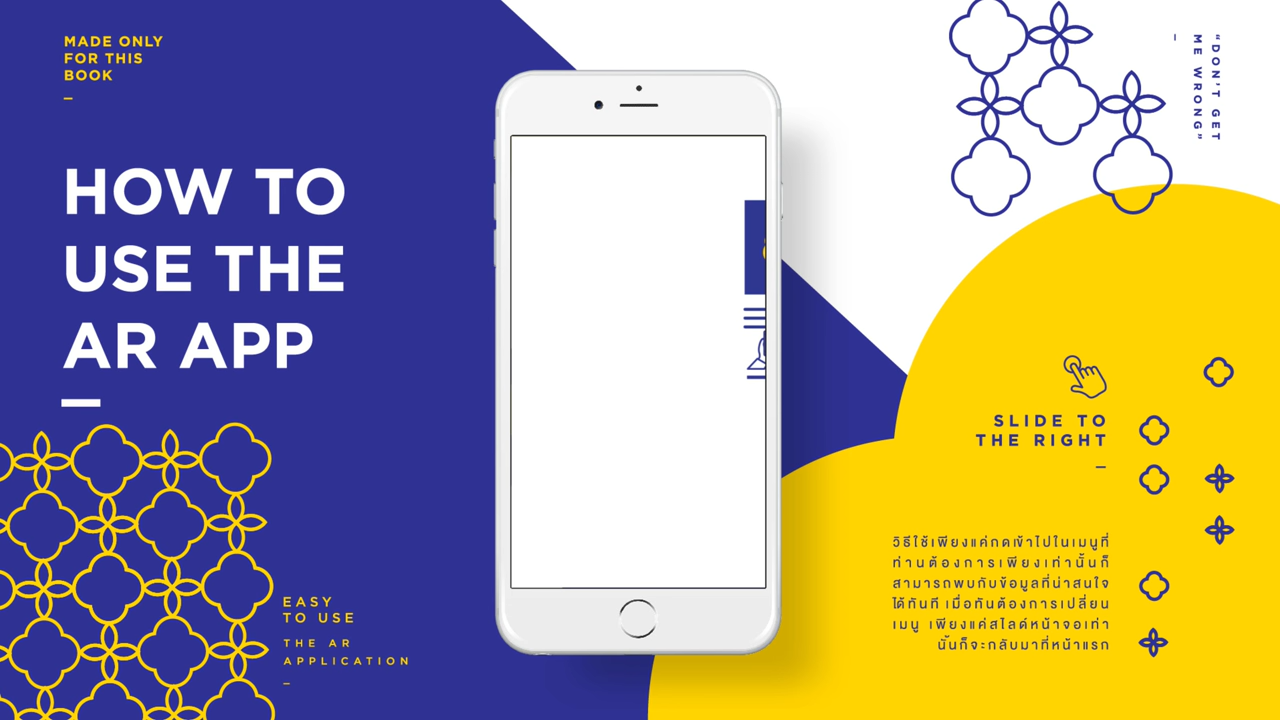 MADE ONLY
FOR THIS
BOOK
HOW TO
USE THE
AR APP
EASY
TO USE
THE AR
APPLICATION
"DON'T GET
ME WRONG"
SLIDE TO
THE RIGHT
วิธีใช้เพียงแค่กดเข้าไปในเมนูที่
ท่านต้องการเพียงเท่านั้นก็
สามารถพบกับข้อมูลที่น่าสนใจ
ได้ทันที เมื่อทันต้องการเปลี่ยน
เมนู เพียงแค่สไลด์หน้าจอเท่า
นั้นก็จะกลับมาที่หน้าแรก